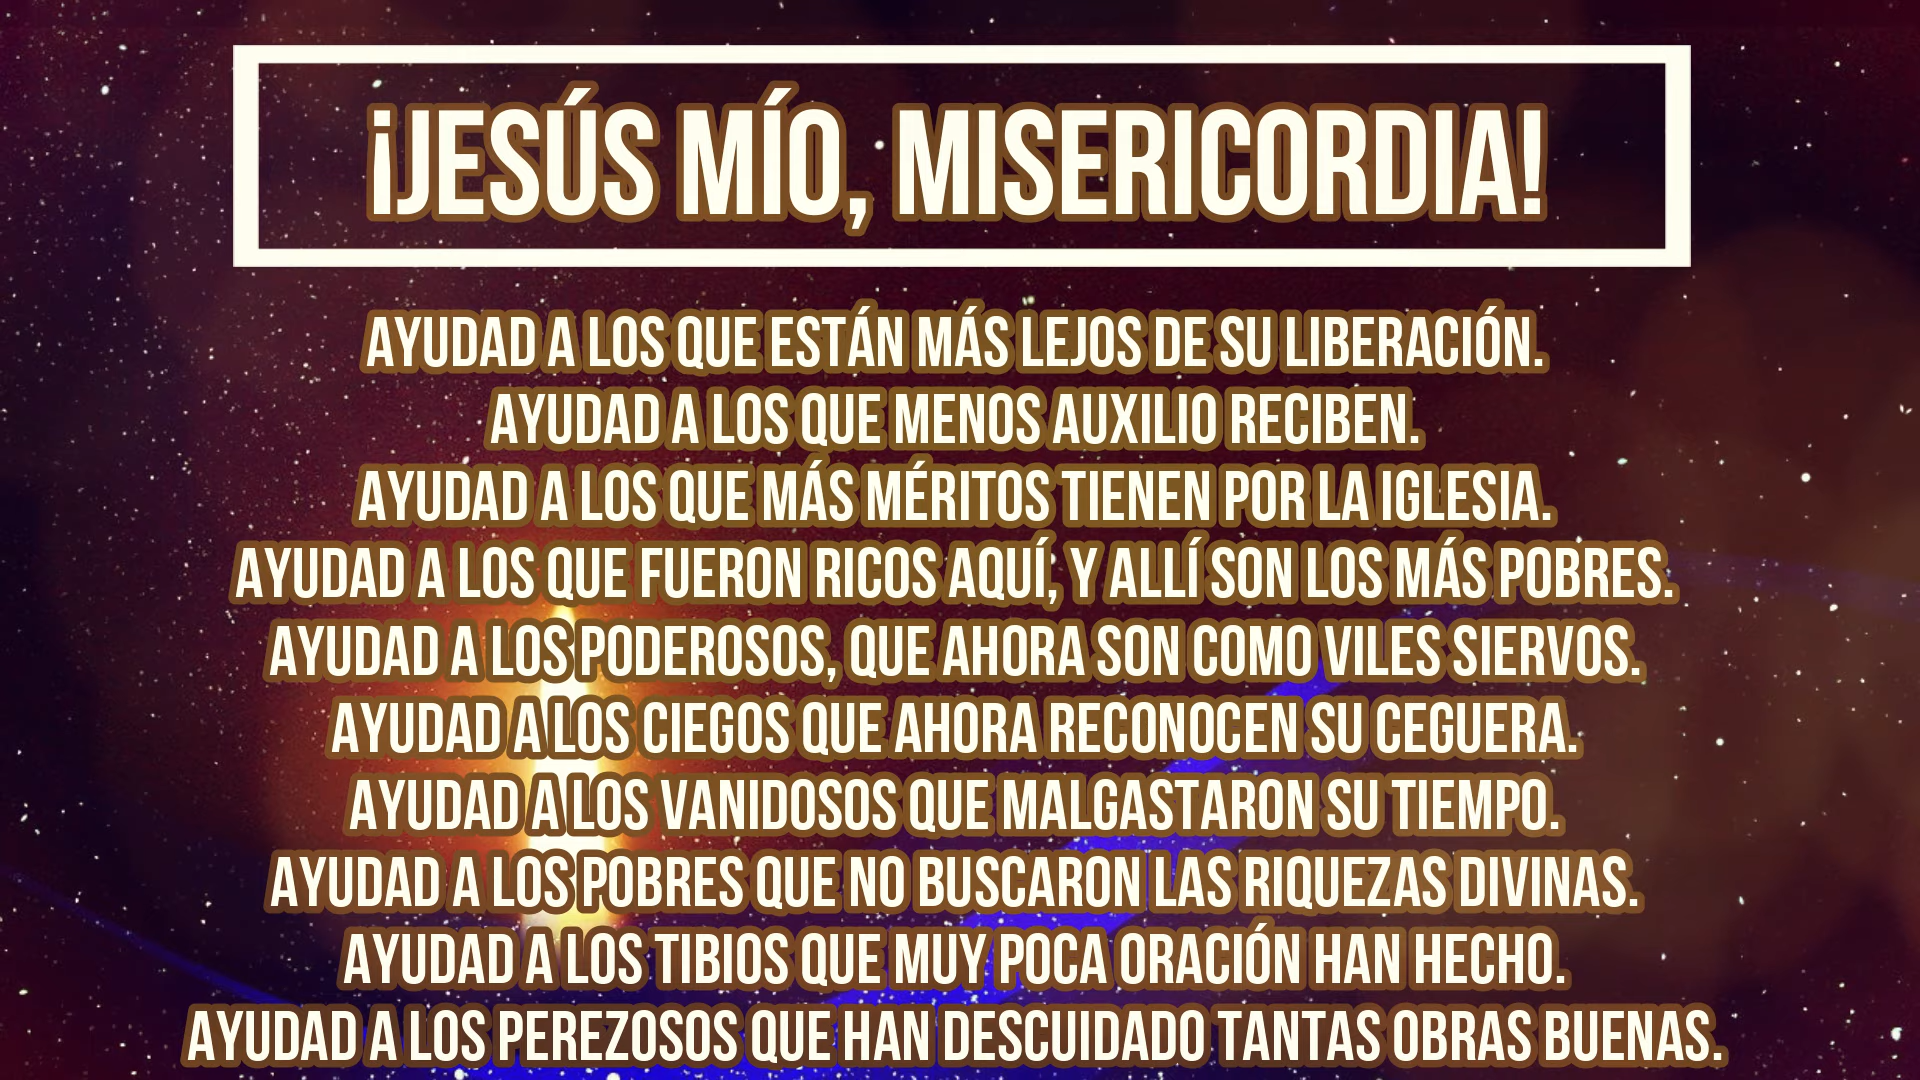 ¡JESÚS MÍO, MISERICORDIA!
AYUDAD A LOS QUE ESTÁN MÁS LEJOS DE SU LIBERACIÓN.
AYUDAD A LOS QUE MENOS AUXILIO RECIBEN.
AYUDAD A LOS QUE MÁS MÉRITOS TIENEN POR LA IGLESIA.
AYUDAD A LOS QUE FUERON RICOS AQUÍ, Y ALLÍ SON LOS MÁS POBRES.
AYUDAD A LOS PODEROSOS, QUE AHORA SON COMO VILES SIERVOS.
AYUDAD A LOS CIEGOS QUE AHORA RECONOCEN SU CEGUERA.
AYUDAD A LOS VANIDOSOS QUE MALGASTARON SU TIEMPO.
AYUDAD A LOS POBRES QUE NO BUSCARON LAS RIQUEZAS DIVINAS.
AYUDAD A LOS TIBIOS QUE MUY POCA ORACIÓN HAN HECHO.
AYUDAD A LOS PEREZOSOS QUE HAN DESCUIDADO TANTAS OBRAS BUENAS.